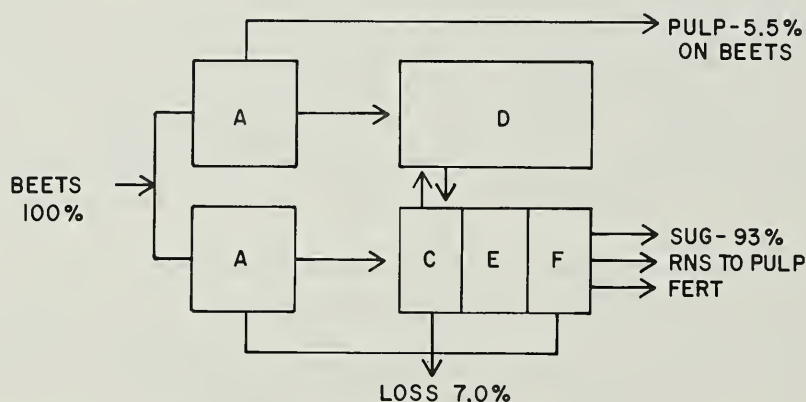 PULP-5.5%
ON BEETS
A
D
BEETS
100%
A
C
E
F
SUG-93%
RNS TO PULP
FERT
LOSS 7.0%